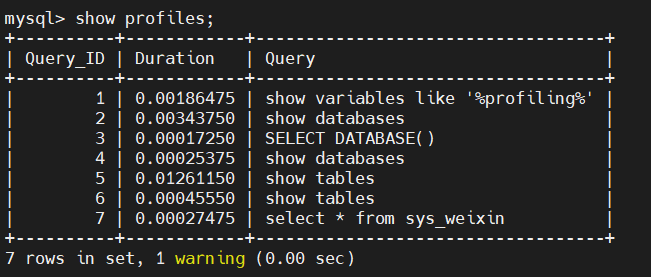 mysql> show profiles;
+----------+------------+-----------------------------------+
| Query_ID | Duration   | Query                             |
+----------+------------+-----------------------------------+
|        1 | 0.00186475 | show variables like '%profiling%' |
|        2 | 0.00343750 | show databases                    |
|        3 | 0.00017250 | SELECT DATABASE()                 |
|        4 | 0.00025375 | show databases                    |
|        5 | 0.01261150 | show tables                       |
|        6 | 0.00045550 | show tables                       |
|        7 | 0.00027475 | select * from sys_weixin          |
+----------+------------+-----------------------------------+
7 rows in set, 1 warning (0.00 sec)